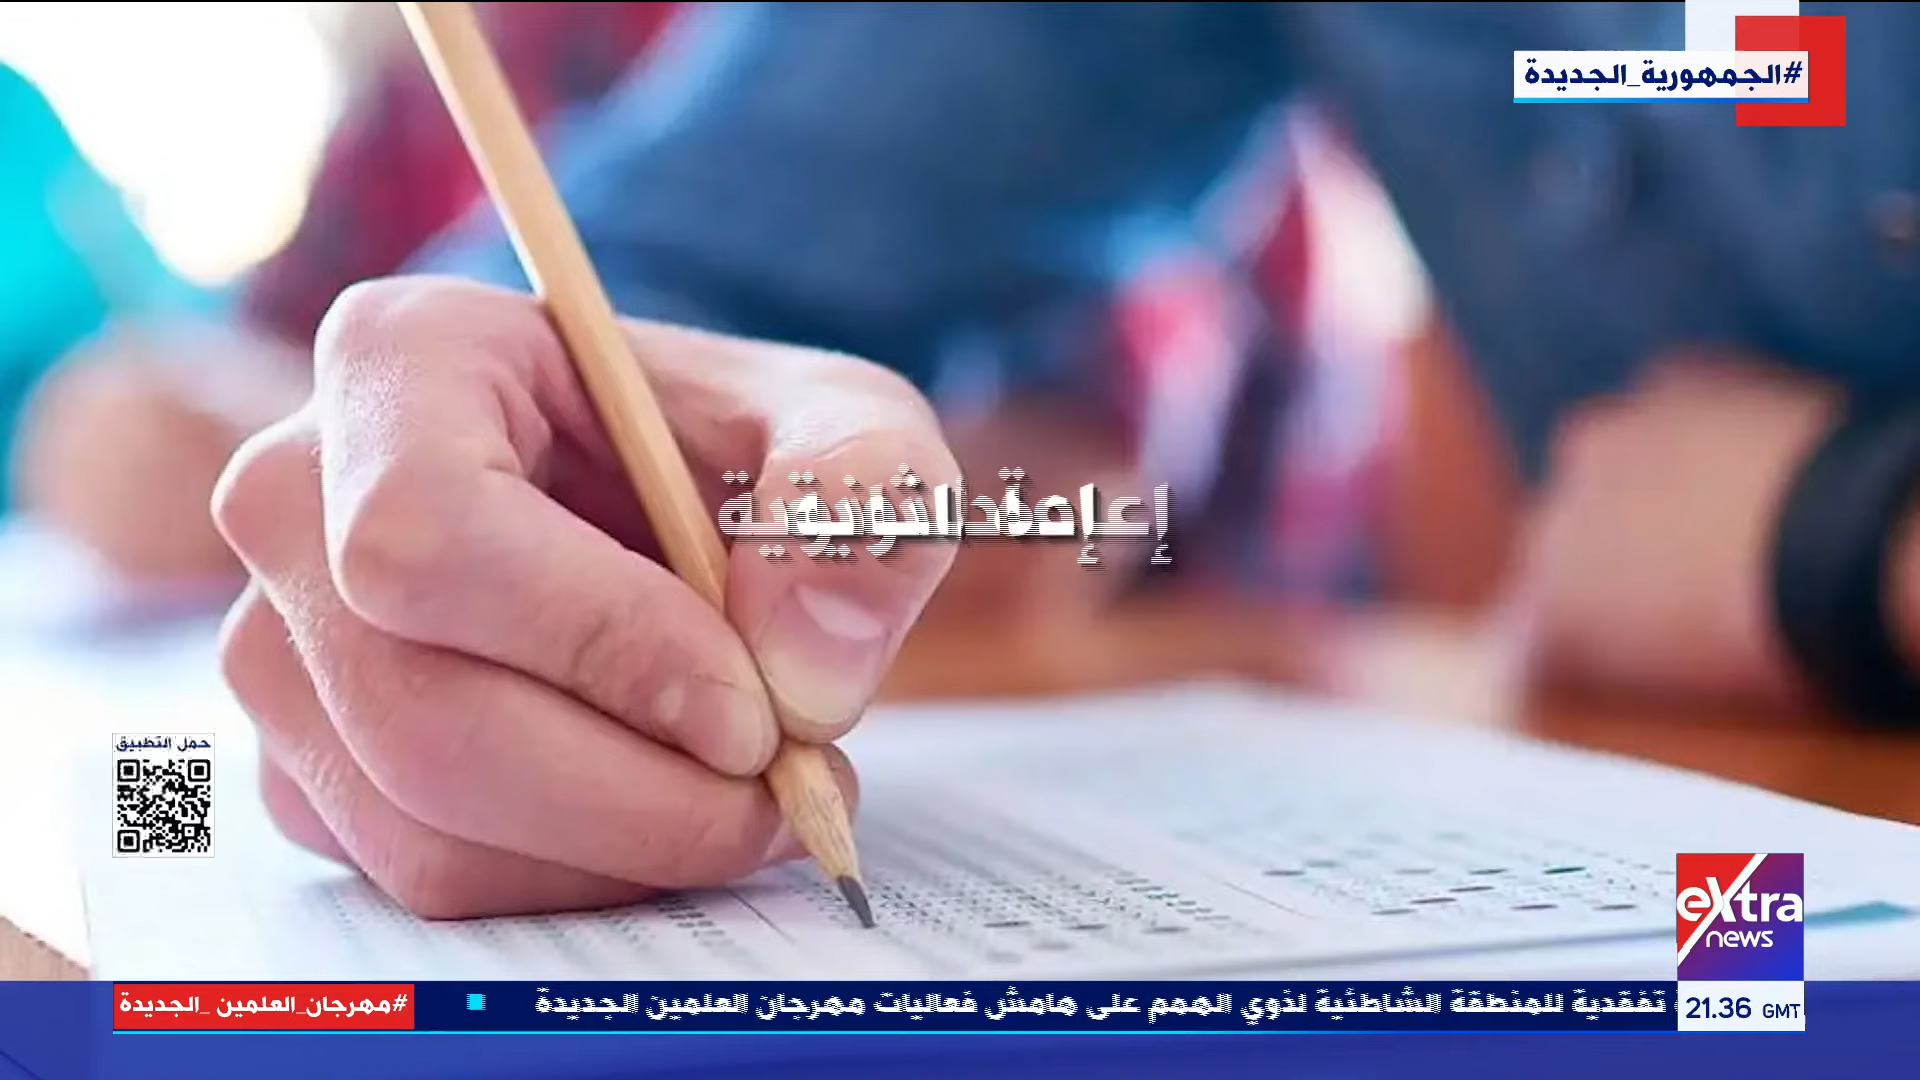 #الجمهورية_الجديدة
إعادة الثانوية
حمل التطبيق
extra
news
تفقدية للمنطقة الشاطئية لذوي الهمم على هامش فعاليات مهرجان العلمين الجديدة
#مهرجان_العلمين_الجديدة
21.36 GMT